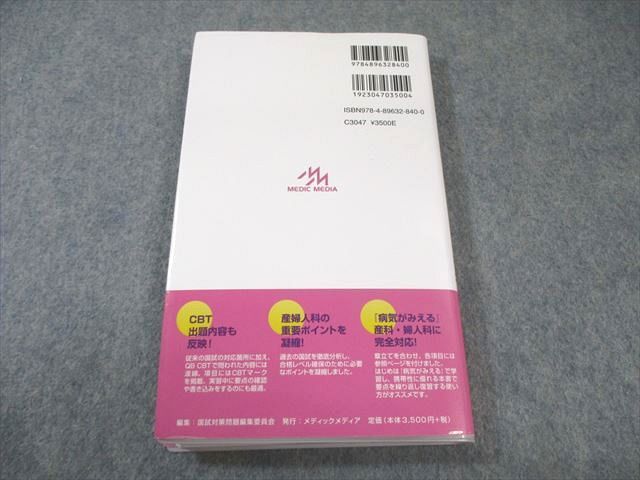 9784896328400
1923047035004
ISBN978-4-89632-840-0
C3047 ¥3500E
MEDIC MEDIA
CBT
出題内容も
反映！
従来の国試の対応箇所に加え、
QB CBTで問われた内容には
波線、項目にはCBTマーク
を掲載。実習中に要点の確認
や書き込みをするのにも最適。
産婦人科の
重要ポイントを
凝縮！
過去の国試を徹底分析し、
合格レベル確保のために必要
なポイントを凝縮しました。
『病気がみえる』
産科・婦人科に
完全対応！
章立てを合わせ、各項目には
参照ページを付けました。
はじめは『病気がみえる』で学
習し、携帯性に優れる本書で
要点を繰り返し復習する使い
方がオススメです。
編集：国試対策問題編集委員会　発行：メディックメディア　定価（本体3,500円+税）